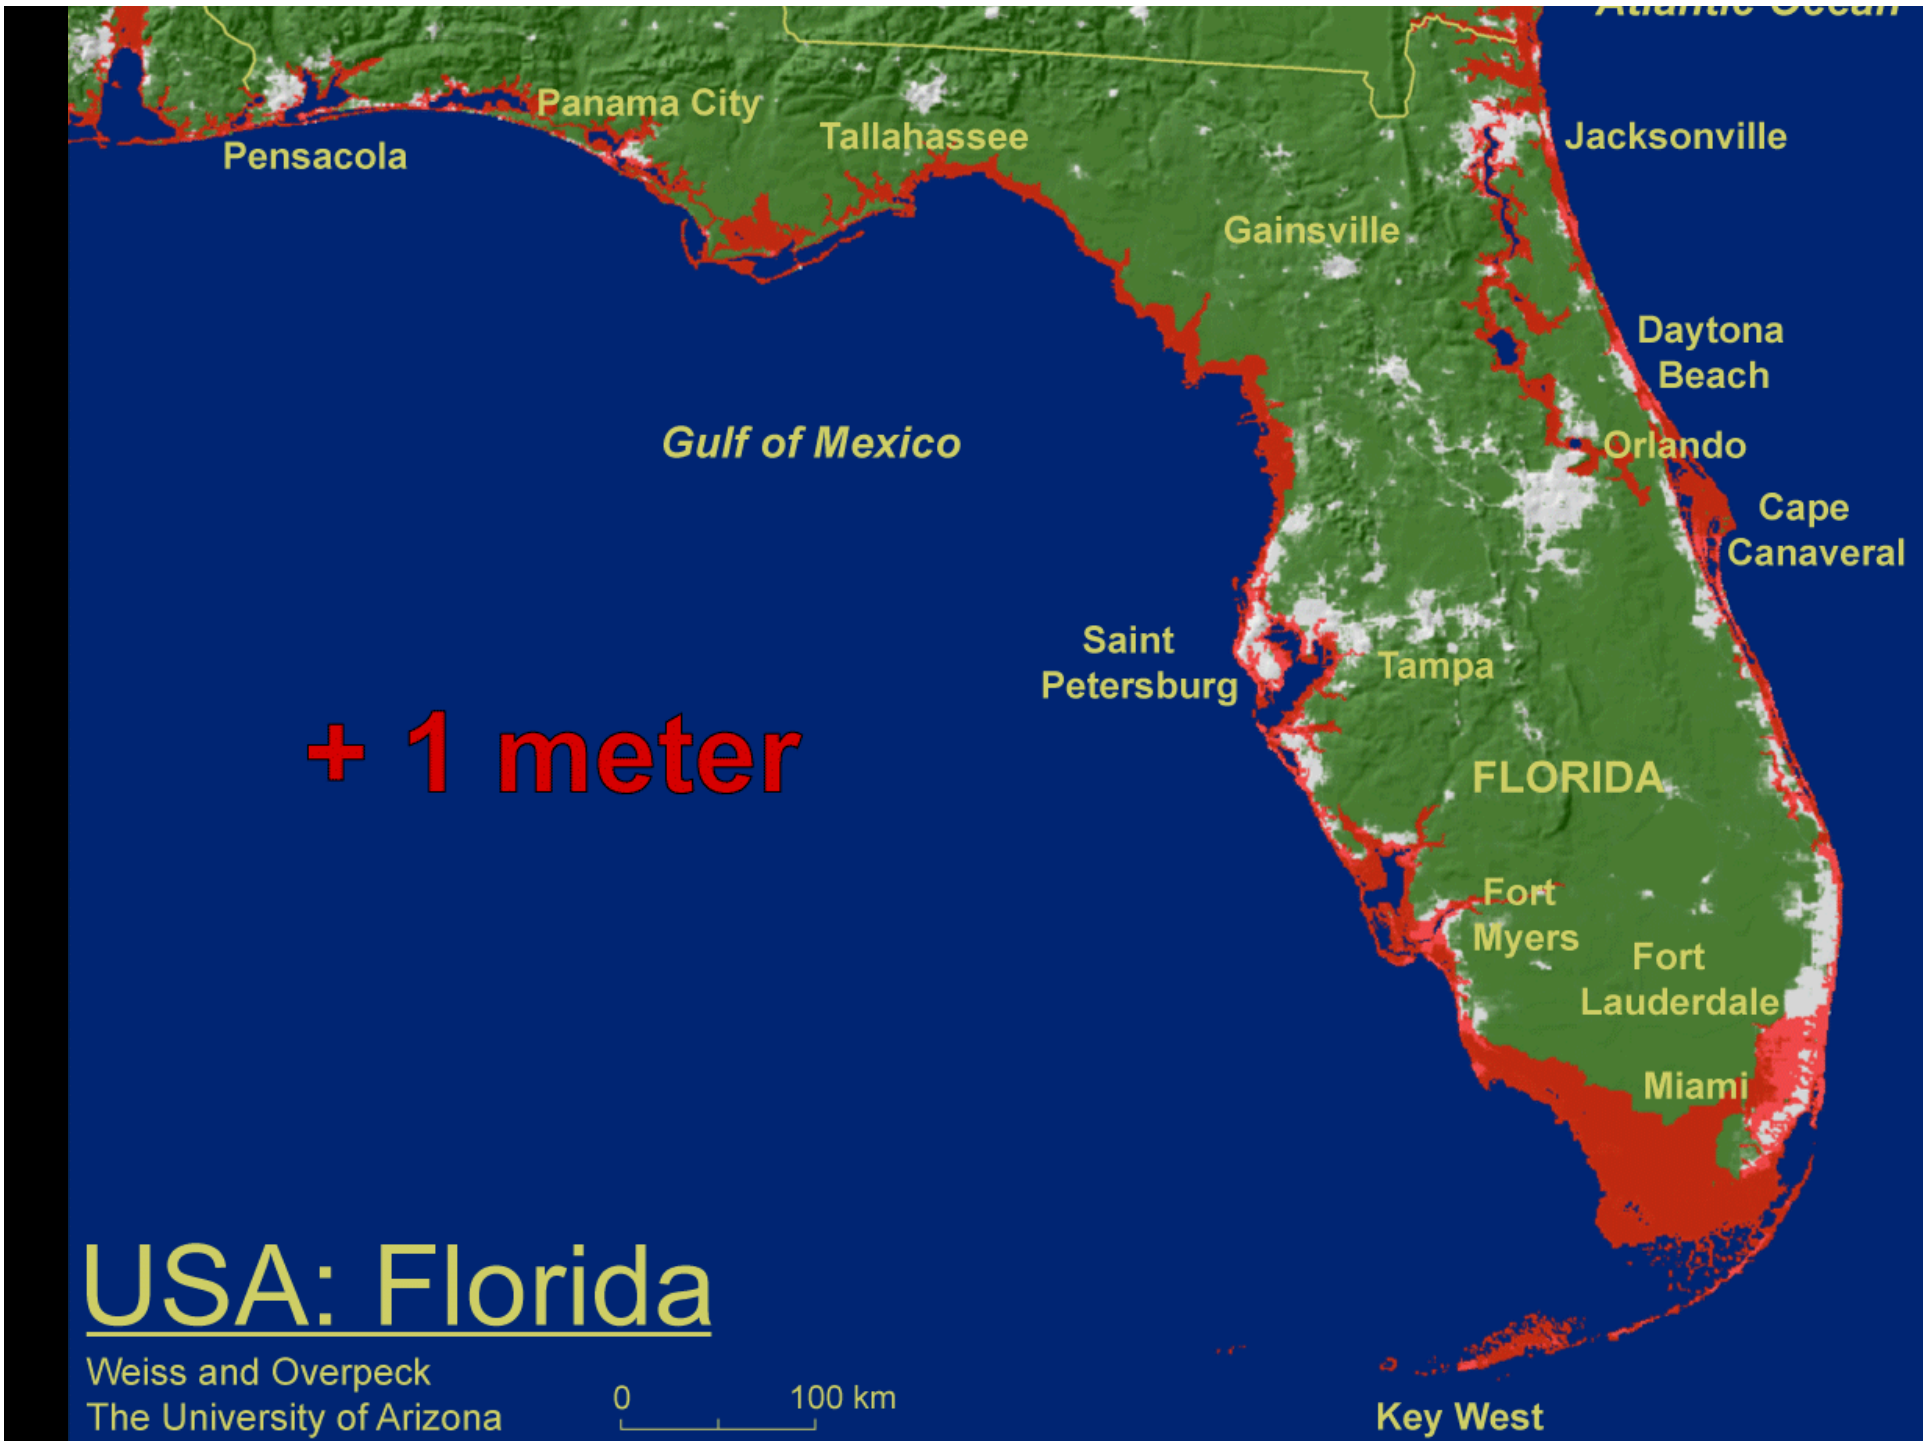 Atlantic Ocean
Panama City
Tallahassee
Jacksonville
Pensacola
Gainsville
Daytona
Beach
Gulf of Mexico
Orlando
Cape
Canaveral
Saint
Petersburg
Tampa
+ 1 meter
FLORIDA
Fort
Myers
Fort
Lauderdale
Miami
USA: Florida
Weiss and Overpeck
The University of Arizona
0 100 km
Key West